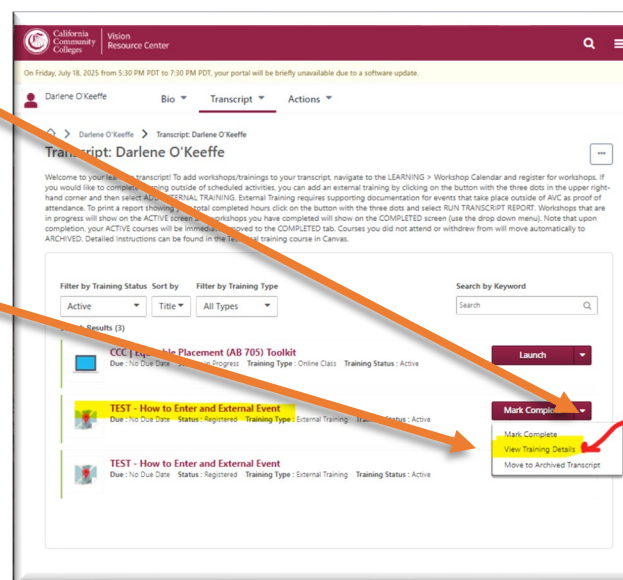 California
Community
Colleges
Vision
Resource Center
On Friday, July 18, 2025 from 5:30 PM PDT to 7:30 PM PDT, your portal will be briefly unavailable due to a software update.
Darlene O'Keeffe
Bio
Transcript
Actions
Darlene O'Keeffe > Transcript: Darlene O'Keeffe
Transcript: Darlene O'Keeffe
Welcome to your learning transcript! To add workshops/trainings to your transcript, navigate to the LEARNING > Workshop Calendar and register for workshops. If
you would like to complete training outside of scheduled activities, you can add an external training by clicking on the button with the three dots in the upper right-
hand corner and then select ADD EXTERNAL TRAINING. External Training requires supporting documentation for events that take place outside of AVC as proof of
attendance. To print a report showing your total completed hours click on the button with the three dots and select RUN TRANSCRIPT REPORT. Workshops that are
in progress will show on the ACTIVE screen and workshops you have completed will show on the COMPLETED screen (use the drop down menu). Note that upon
completion, your ACTIVE courses will be immediately moved to the COMPLETED tab. Courses you did not attend or withdrew from will move automatically to
ARCHIVED. Detailed Instructions can be found in the Technical training course in Canvas.
Filter by Training Status
Sort by
Filter by Training Type
Search by Keyword
Active
Title
All Types
Search
Results (3)
CCC | Placement (AB 705) Toolkit
Due : No Due Date in Progress Training Type : Online Class Training Status : Active
Launch
TEST - How to Enter and External Event
Due : No Due Date Status : Registered Training Type : External Training Training Status : Active
Mark Complete
Mark Complete
View Training Details
Move to Archived Transcript
TEST - How to Enter and External Event
Due : No Due Date Status : Registered Training Type : External Training Training Status : Active